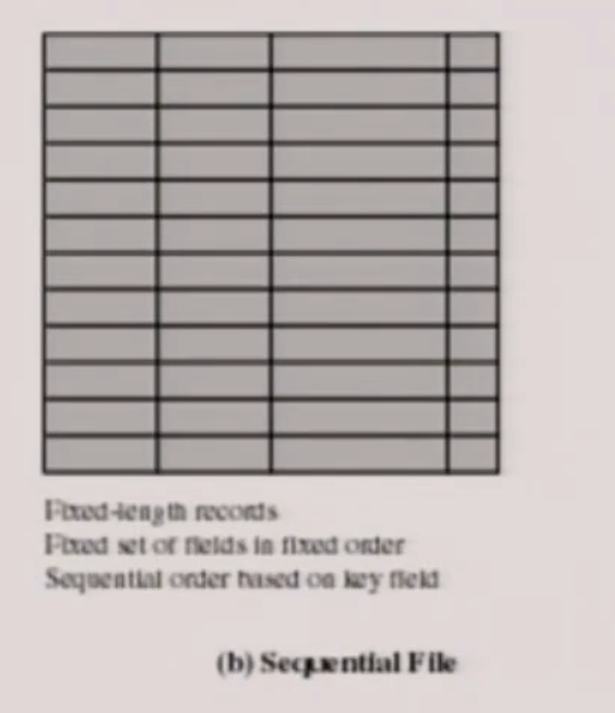 Fixed-length records
Fixed set of fields in fixed order
Sequential order based on key field
(b) Sequential File